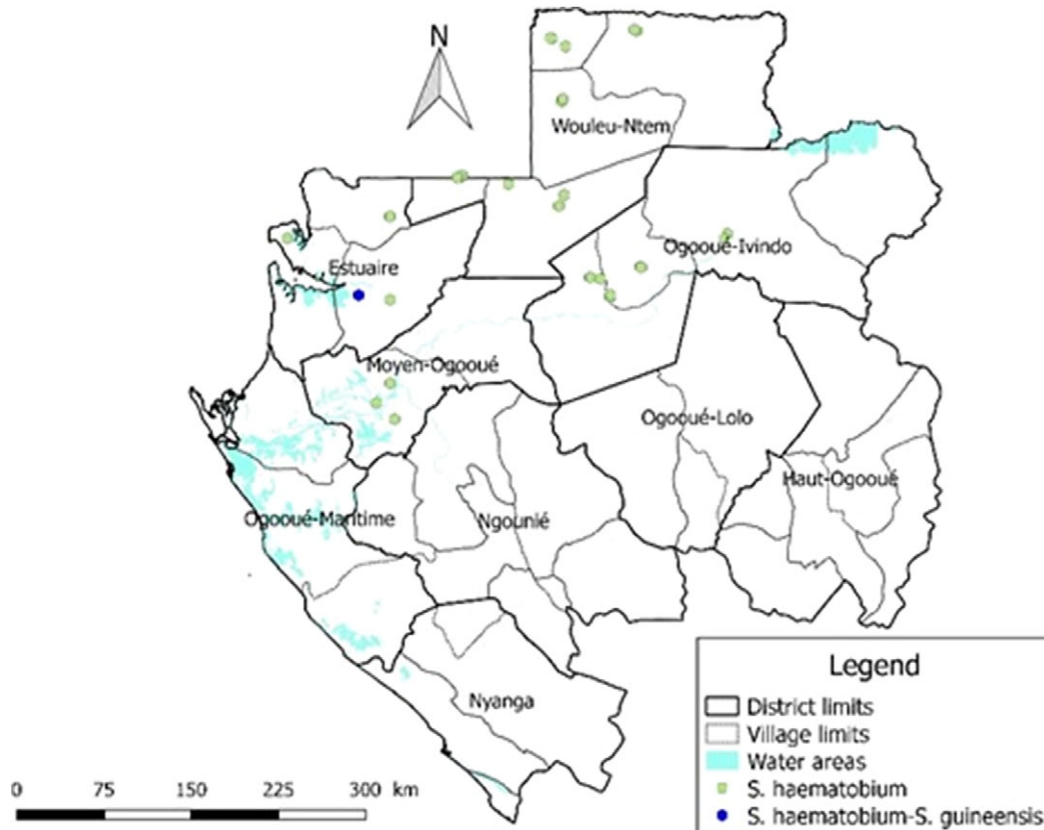 N
Wouleu-Ntem
Ogooué-Ivindo
Estuaire
Moyen-Ogooué
Ogooué-Lolo
Haut-Ogooué
Ogooué-Maritime
Ngounié
Nyanga
Legend
District limits
Village limits
Water areas
S. haematobium
S. haematobium-S. guineensis
0 75 150 225 300 km